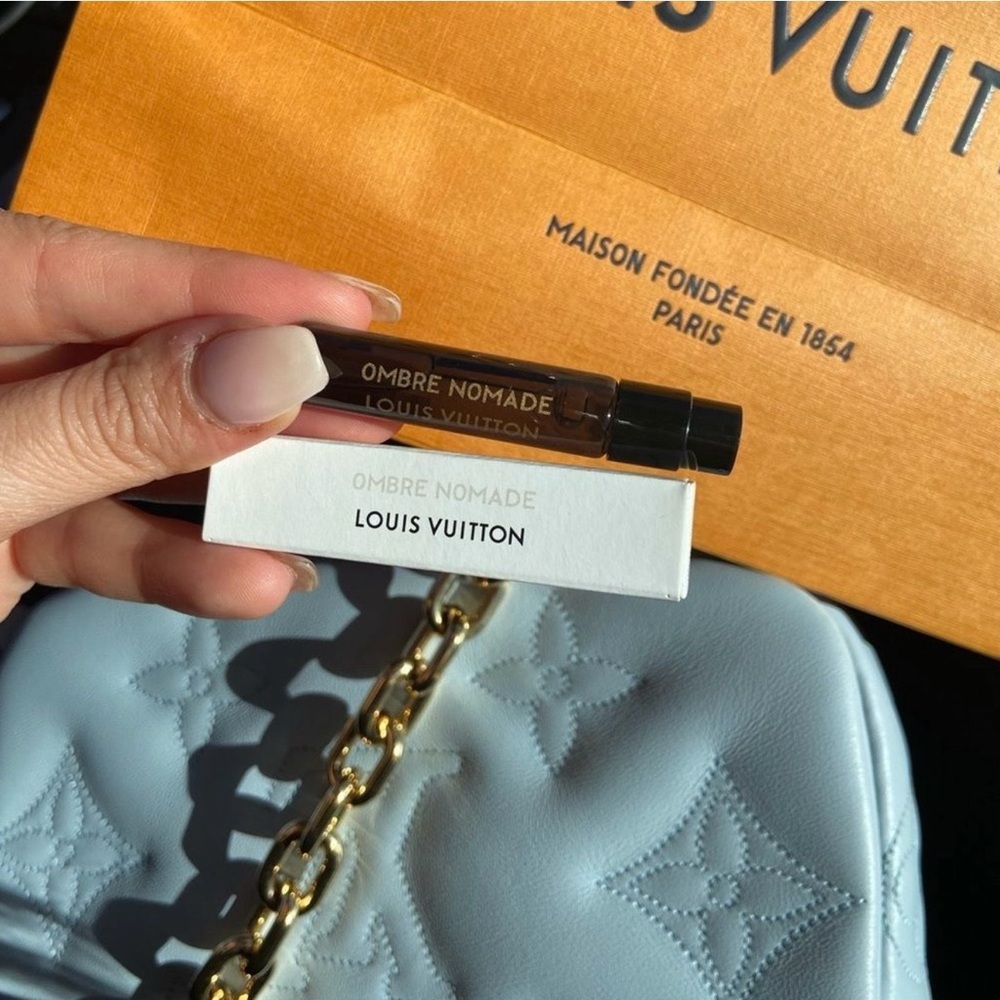 VUIT
MAISON FONDÉE EN 1854
PARIS
OMBRE NOMADE
LOUIS VUITTON
OMBRE NOMADE
LOUIS VUITTON